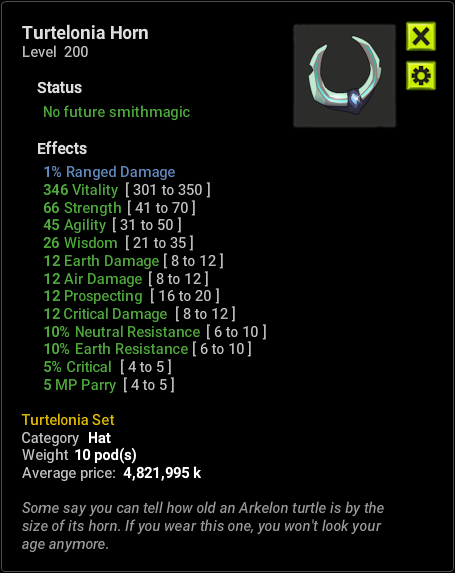 Turtelonia Horn
Level 200
Status
No future smithmagic
Effects
1% Ranged Damage
346 Vitality [ 301 to 350 ]
66 Strength [ 41 to 70 ]
45 Agility [ 31 to 50 ]
26 Wisdom [ 21 to 35 ]
12 Earth Damage [ 8 to 12 ]
12 Air Damage [ 8 to 12 ]
12 Prospecting [ 16 to 20 ]
12 Critical Damage [ 8 to 12 ]
10% Neutral Resistance [ 6 to 10 ]
10% Earth Resistance [ 6 to 10 ]
5% Critical [ 4 to 5 ]
5 MP Parry [ 4 to 5 ]
Turtelonia Set
Category Hat
Weight 10 pod(s)
Average price: 4,821,995 k
Some say you can tell how old an Arkelon turtle is by the
size of its horn. If you wear this one, you won't look your
age anymore.